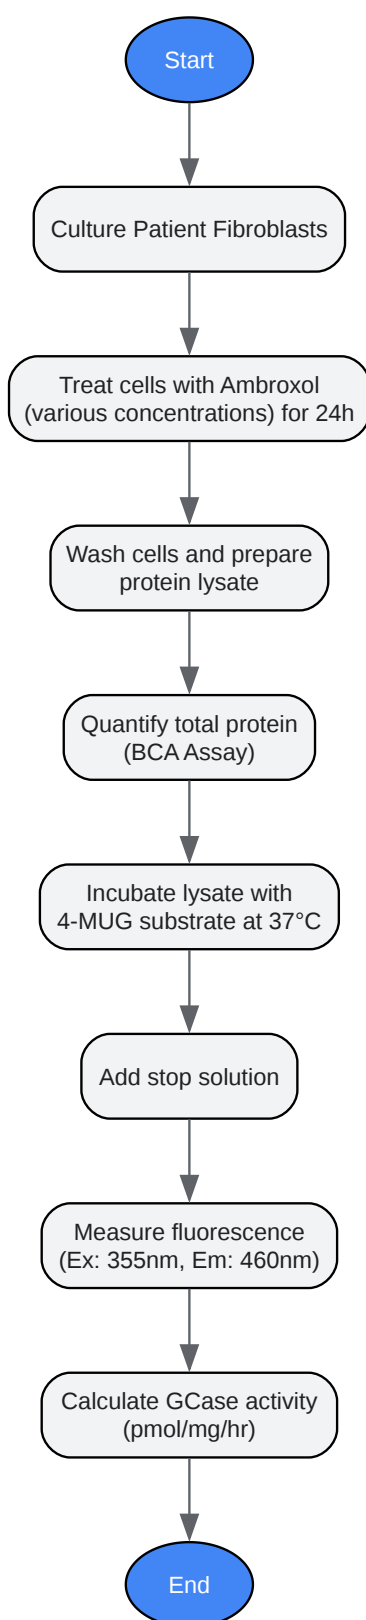 Start
Culture Patient Fibroblasts
Treat cells with Ambroxol
(various concentrations) for 24h
Wash cells and prepare
protein lysate
Quantify total protein
(BCA Assay)
Incubate lysate with
4-MUG substrate at 37°C
Add stop solution
Measure fluorescence
(Ex: 355nm, Em: 460nm)
Calculate GCase activity
(pmol/mg/hr)
End